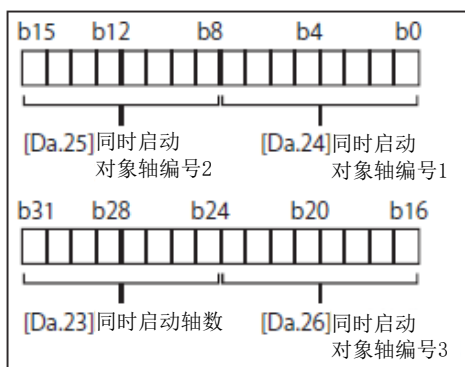 b15 b12 b8 b4 b0
[Da.25]同时启动 [Da.24]同时启动
对象轴编号2 对象轴编号1
b31 b28 b24 b20 b16
[Da.23]同时启动轴数 [Da.26]同时启动
对象轴编号3